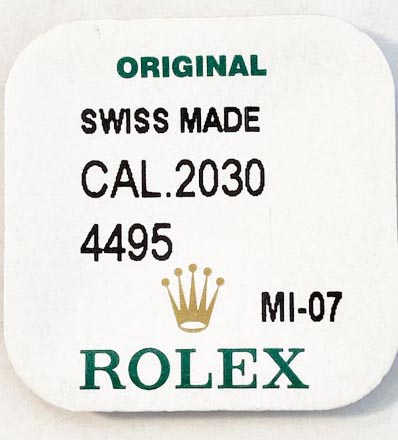 ORIGINAL
SWISS MADE
CAL.2030
4495
MI-07
ROLEX